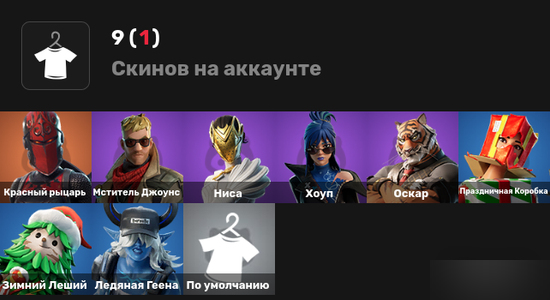 9 (1)
Скинов на аккаунте
Красный рыцарь
Мститель Джоунс
Ниса
Хоуп
Оскар
Праздничная Коробка
Зимний Леший
Ледяная Геена
По умолчанию